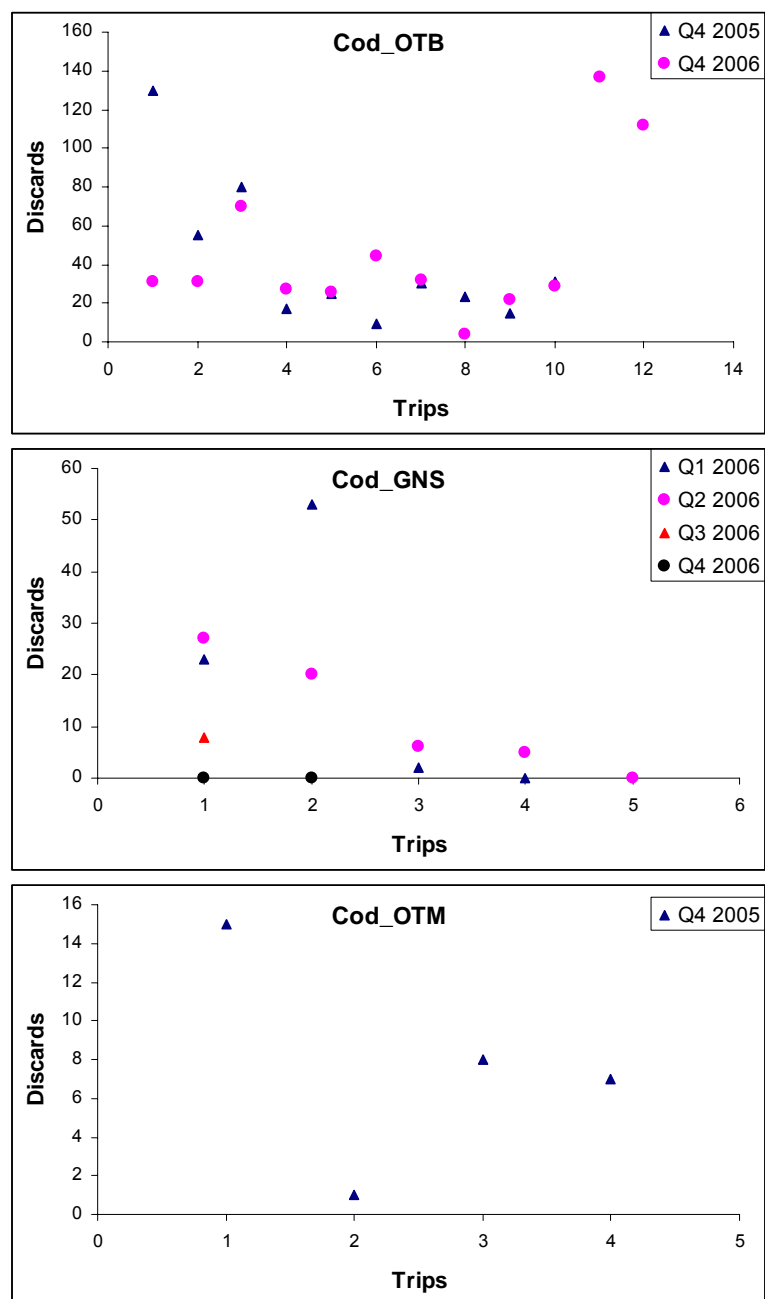 Cod_OTB
Q4 2005
Q4 2006
Discards
160
140
120
100
80
60
40
20
0
0 2 4 6 8 10 12 14
Trips
Cod_GNS
Q1 2006
Q2 2006
Q3 2006
Q4 2006
Discards
60
50
40
30
20
10
0
0 1 2 3 4 5 6
Trips
Cod_OTM
Q4 2005
Discards
16
14
12
10
8
6
4
2
0
0 1 2 3 4 5
Trips